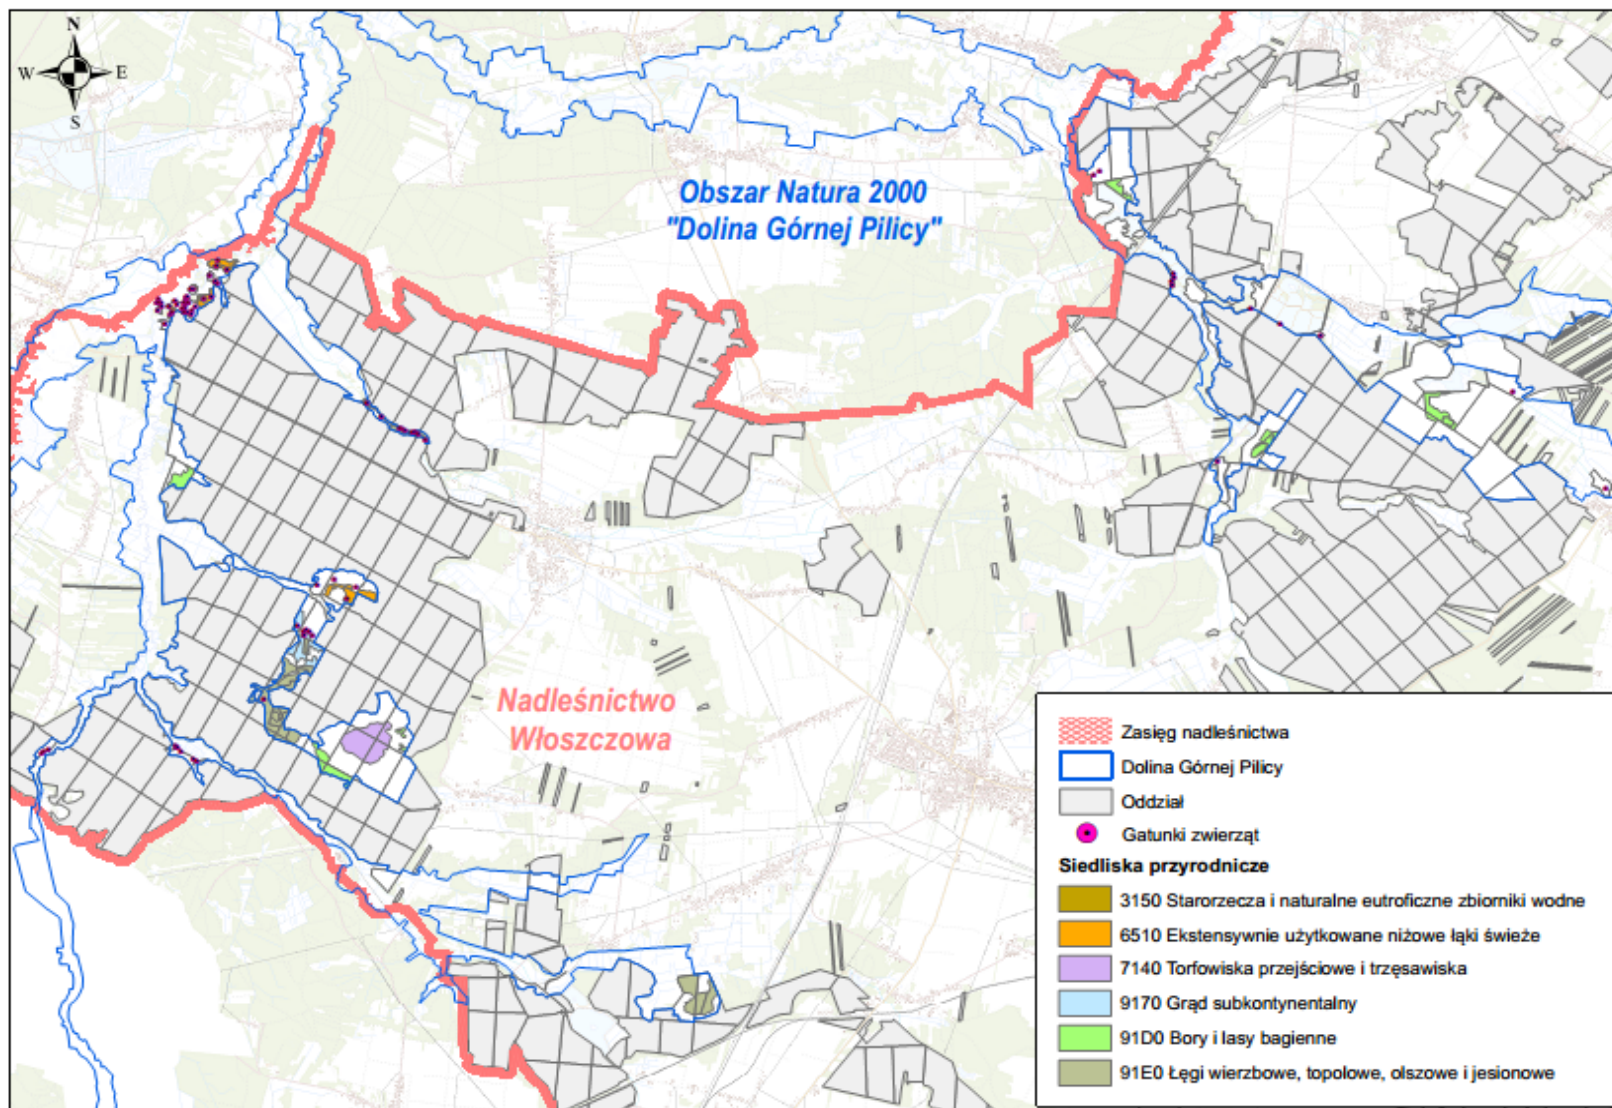 N
W
E
S
Obszar Natura 2000
"Dolina Górnej Pilicy"
Nadleśnictwo
Włoszczowa
Zasięg nadleśnictwa
Dolina Górnej Pilicy
Oddział
Gatunki zwierząt
Siedliska przyrodnicze
3150 Starorzecza i naturalne eutroficzne zbiorniki wodne
6510 Ekstensywnie użytkowane niżowe łąki świeże
7140 Torfowiska przejściowe i trzęsawiska
9170 Grąd subkontynentalny
91D0 Bory i lasy bagienne
91E0 Łęgi wierzbowe, topolowe, olszowe i jesionowe